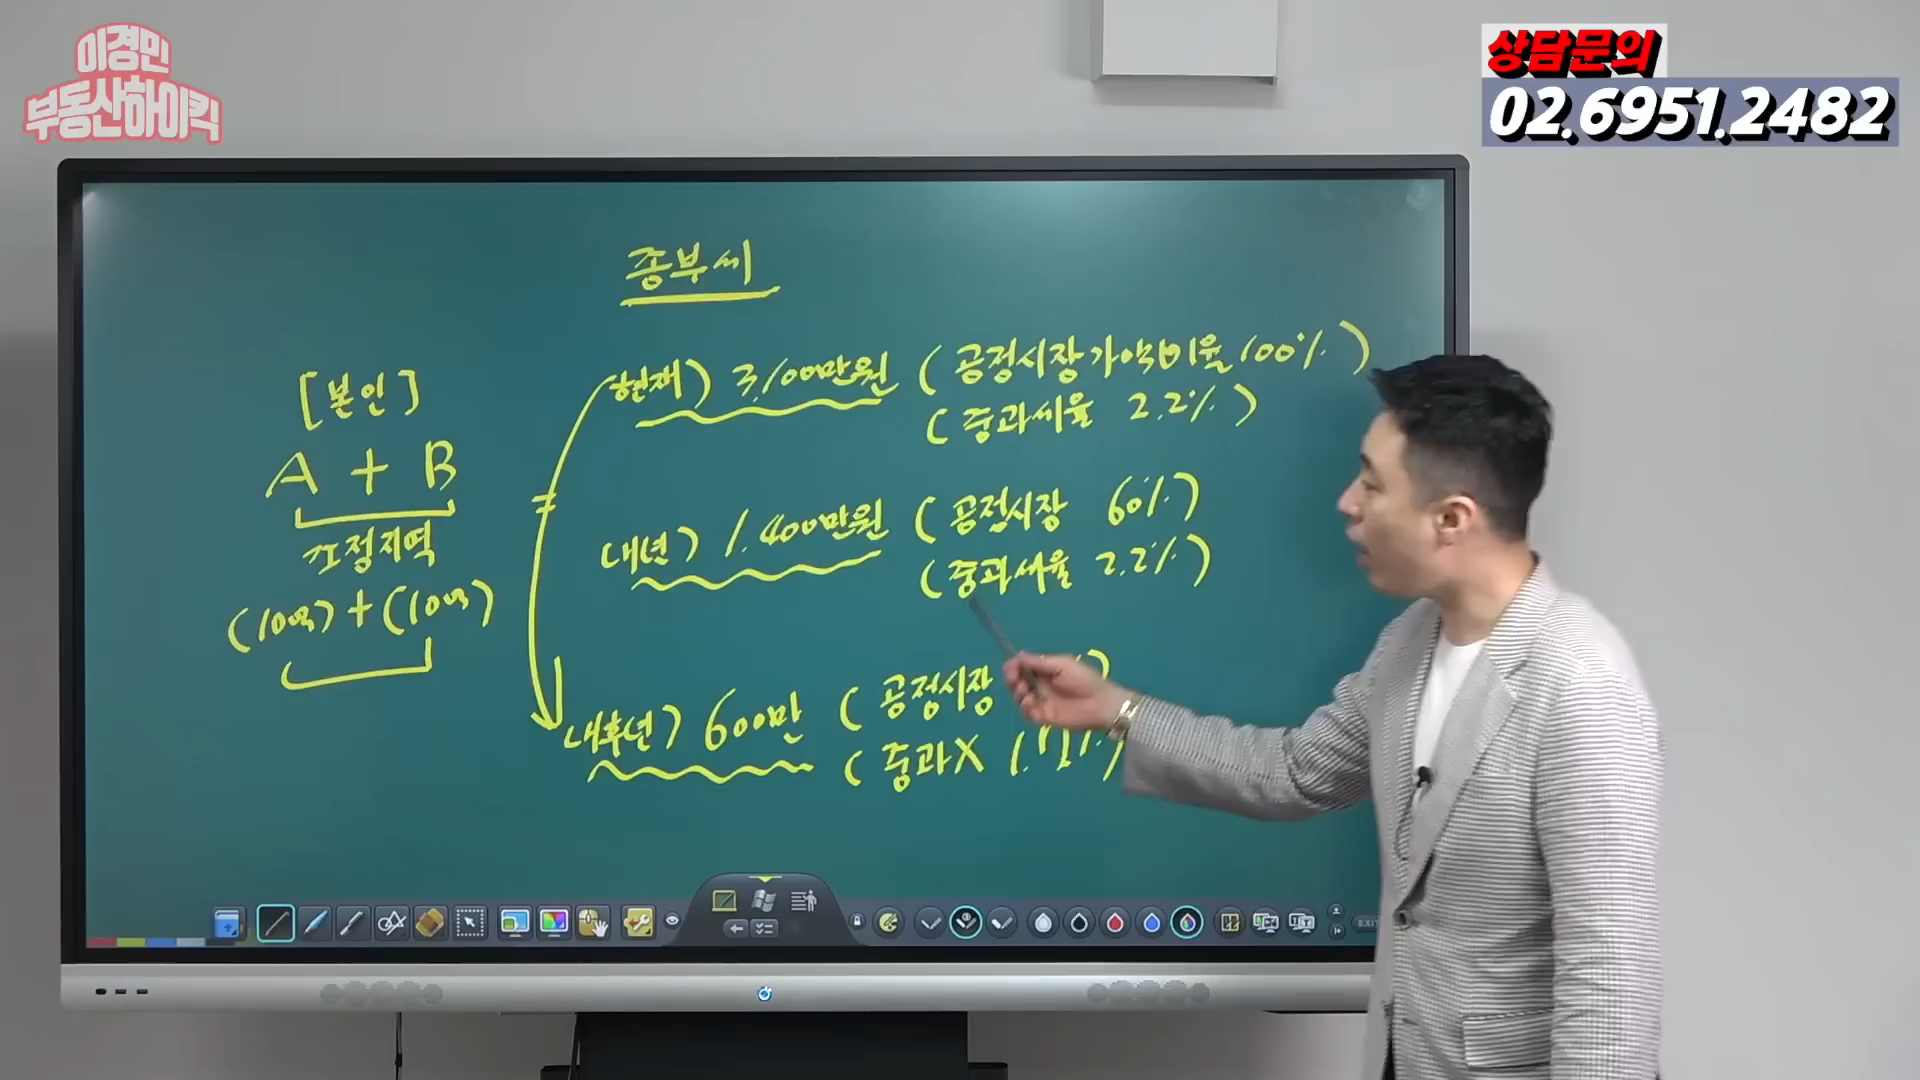 이경민
부동산하이킥
상담문의
02.6951.2482
종부세
[본인]
A + B
조정지역
(10억) + (10억)
현재) 3,100만원 (공정시장가액비율 100%)
(중과세율 2.2%)
내년) 1,400만원 (공정시장 60%)
(중과세율 2.2%)
내후년) 600만 (공정시장 %)
(중과X 1. %)